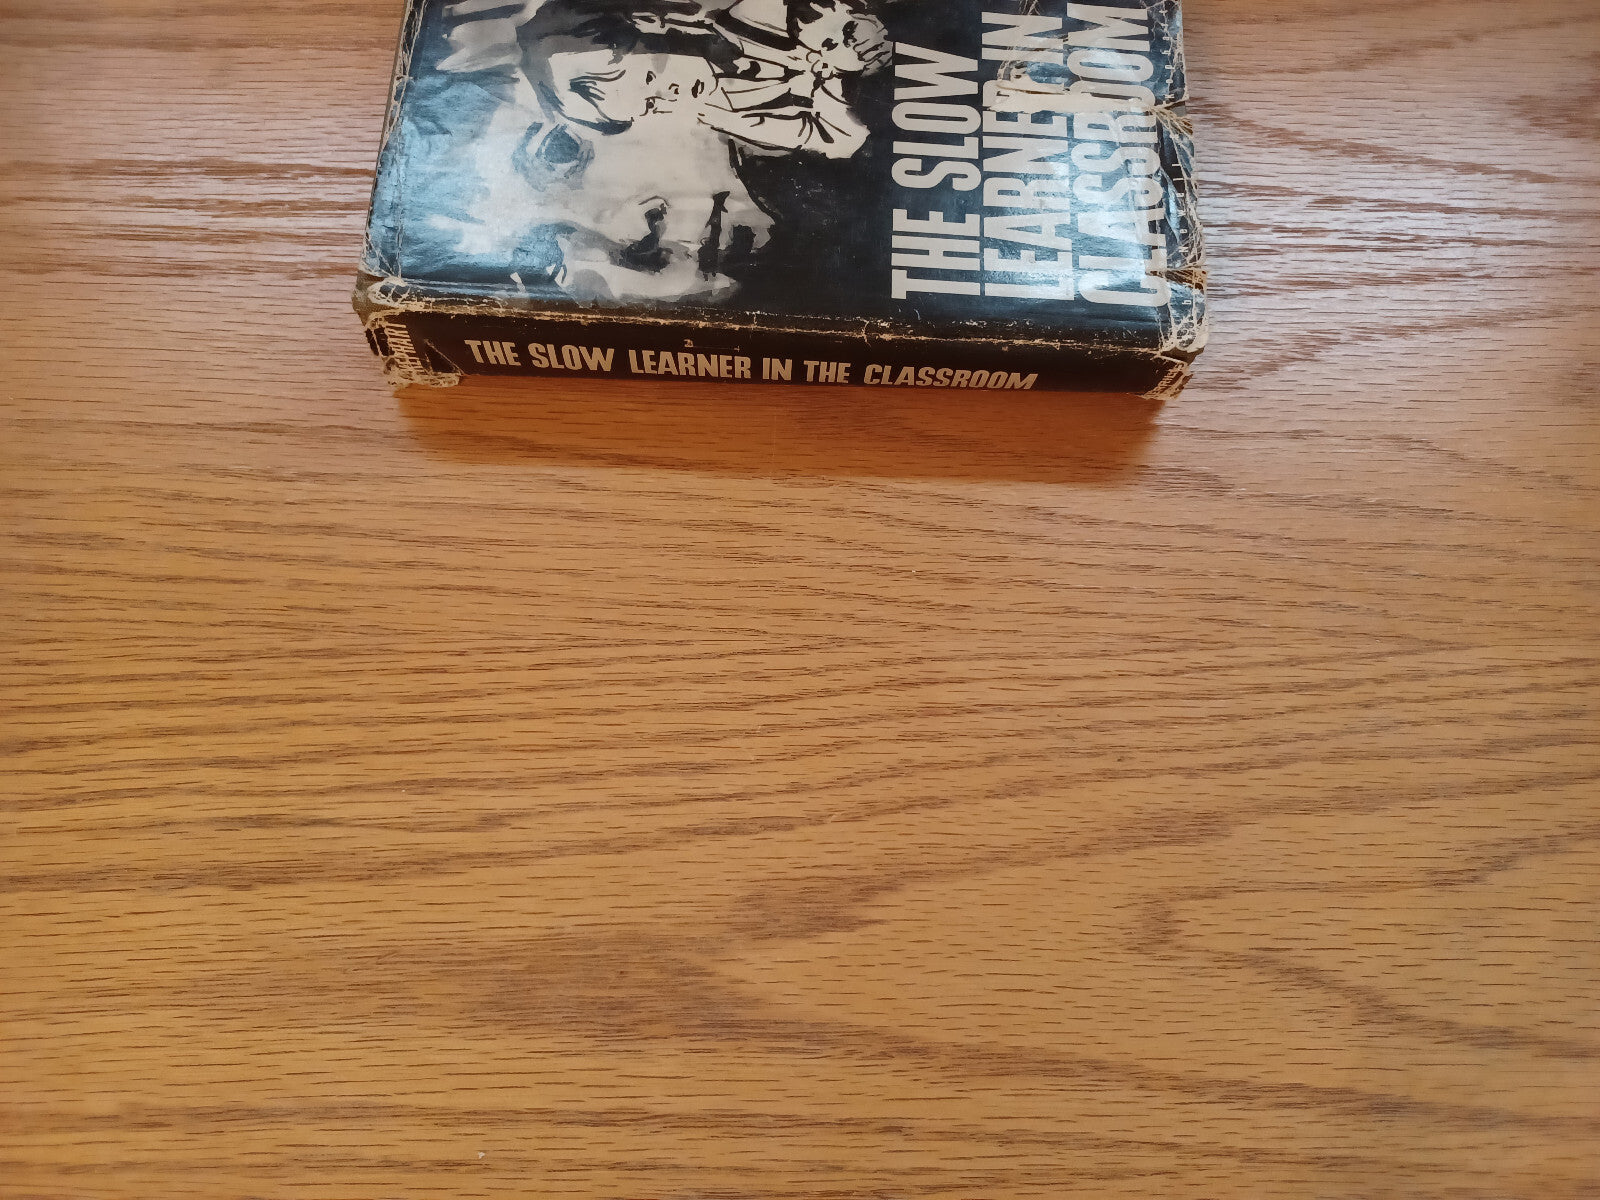 THE SLOW
LEARNER IN
CLASSROOM
THE SLOW LEARNER IN THE CLASSROOM